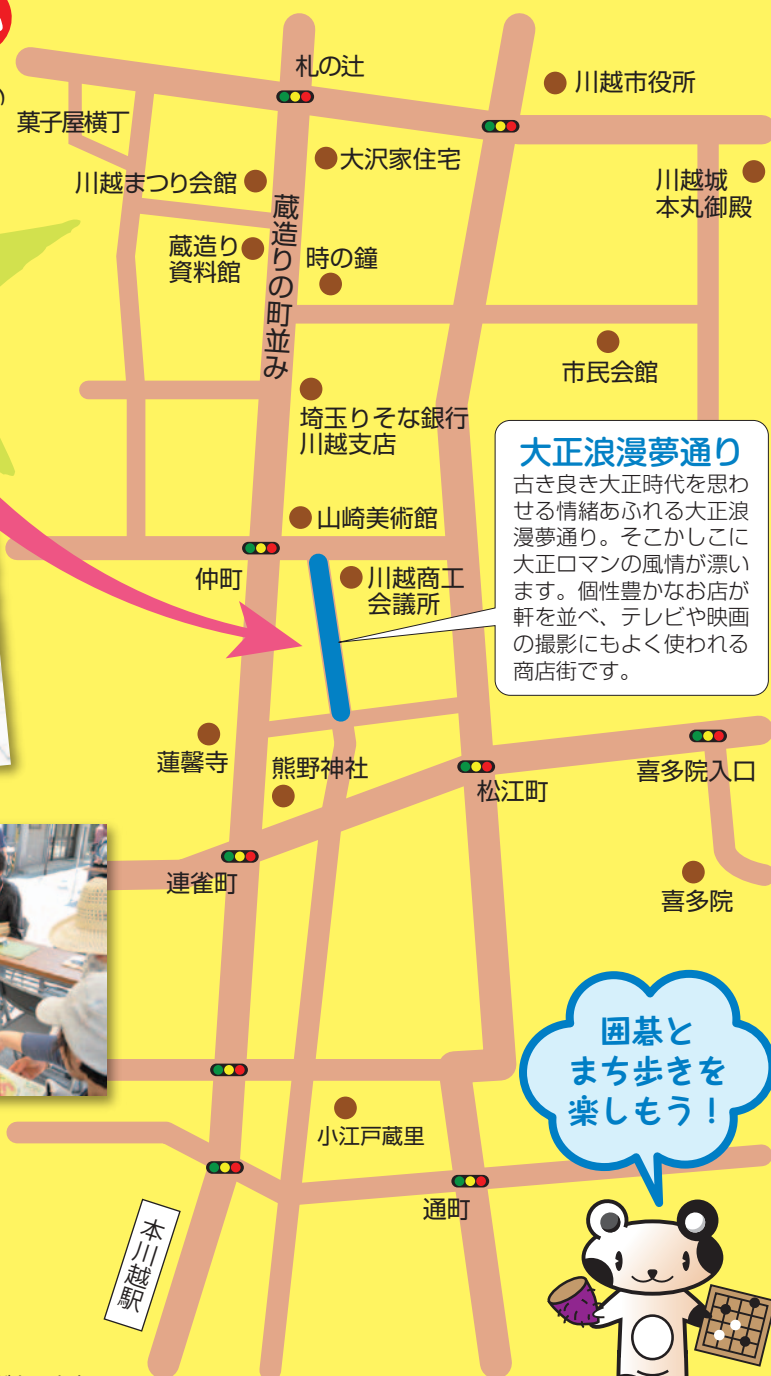 札の辻
川越市役所
菓子屋横丁
大沢家住宅
川越まつり会館
川越城
本丸御殿
蔵造りの町並み
蔵造り
資料館
時の鐘
市民会館
埼玉りそな銀行
川越支店
大正浪漫夢通り
古き良き大正時代を思わ
せる情緒あふれる大正浪
漫夢通り。そこかしこに
大正ロマンの風情が漂い
ます。個性豊かなお店が
軒を並べ、テレビや映画
の撮影にもよく使われる
商店街です。
山崎美術館
仲町
川越商工
会議所
蓮馨寺
熊野神社
松江町
喜多院入口
連雀町
喜多院
囲碁と
まち歩きを
楽しもう！
小江戸蔵里
通町
本川越駅